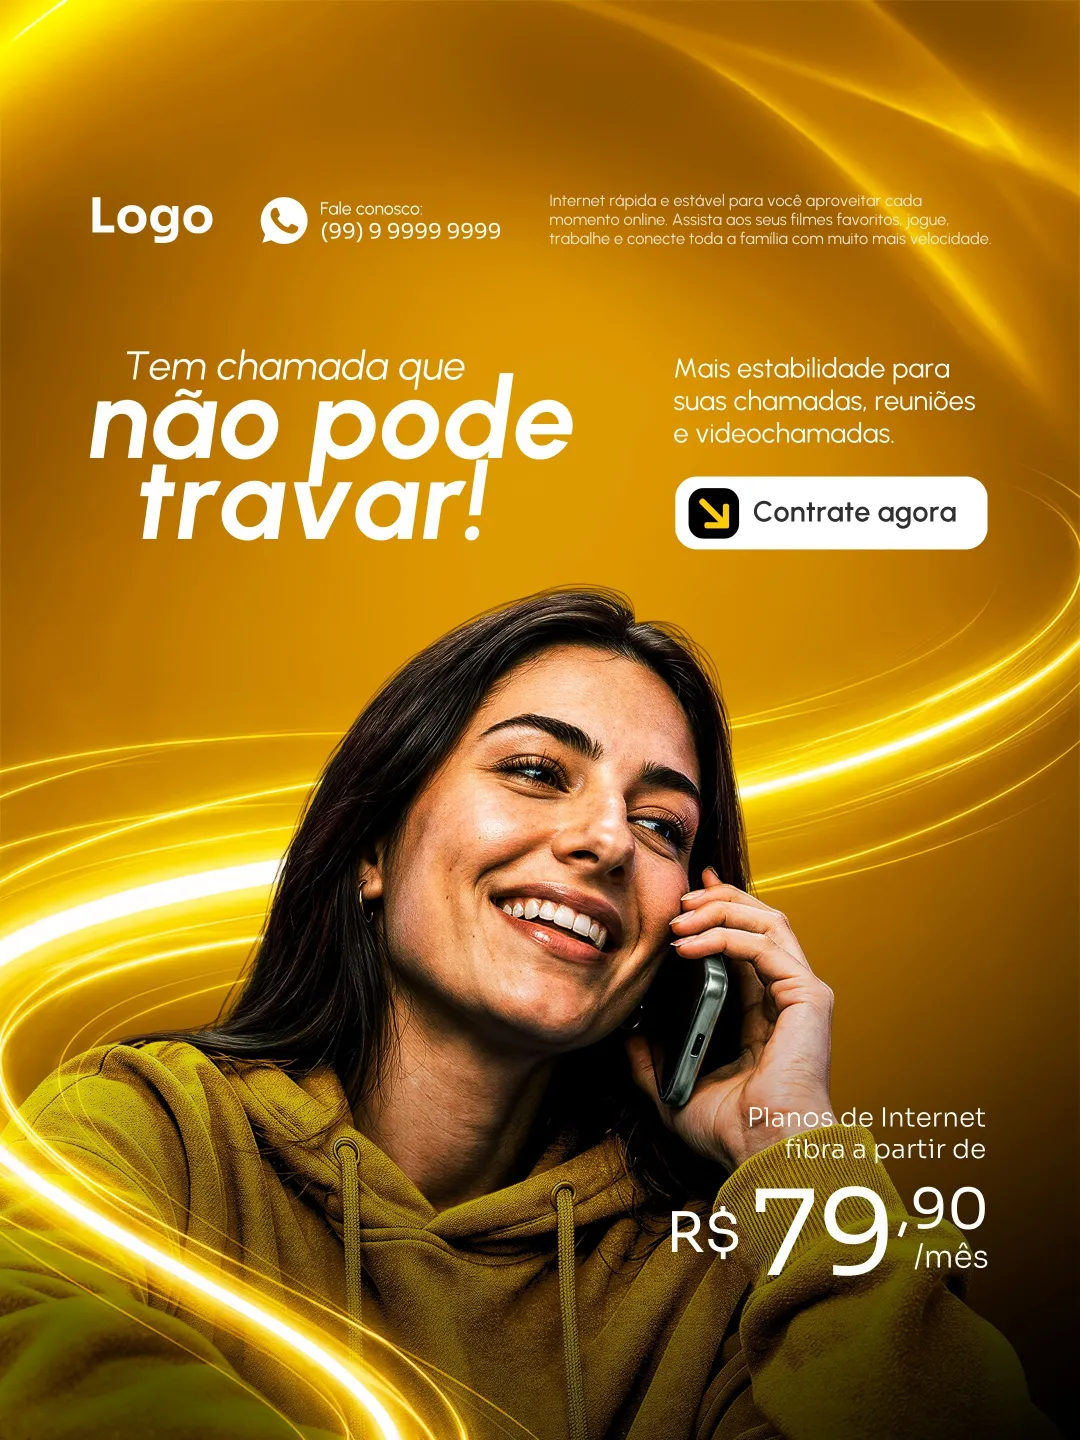 Logo
Fale conosco:
(99) 9 9999 9999
Internet rápida e estável para você aproveitar cada
momento online. Assista aos seus filmes favoritos, jogue,
trabalhe e conecte toda a família com muito mais velocidade.
Tem chamada que
não pode
travar!
Mais estabilidade para
suas chamadas, reuniões
e videochamadas.
Contrate agora
Planos de Internet
fibra a partir de
R$ 79,90
/mês